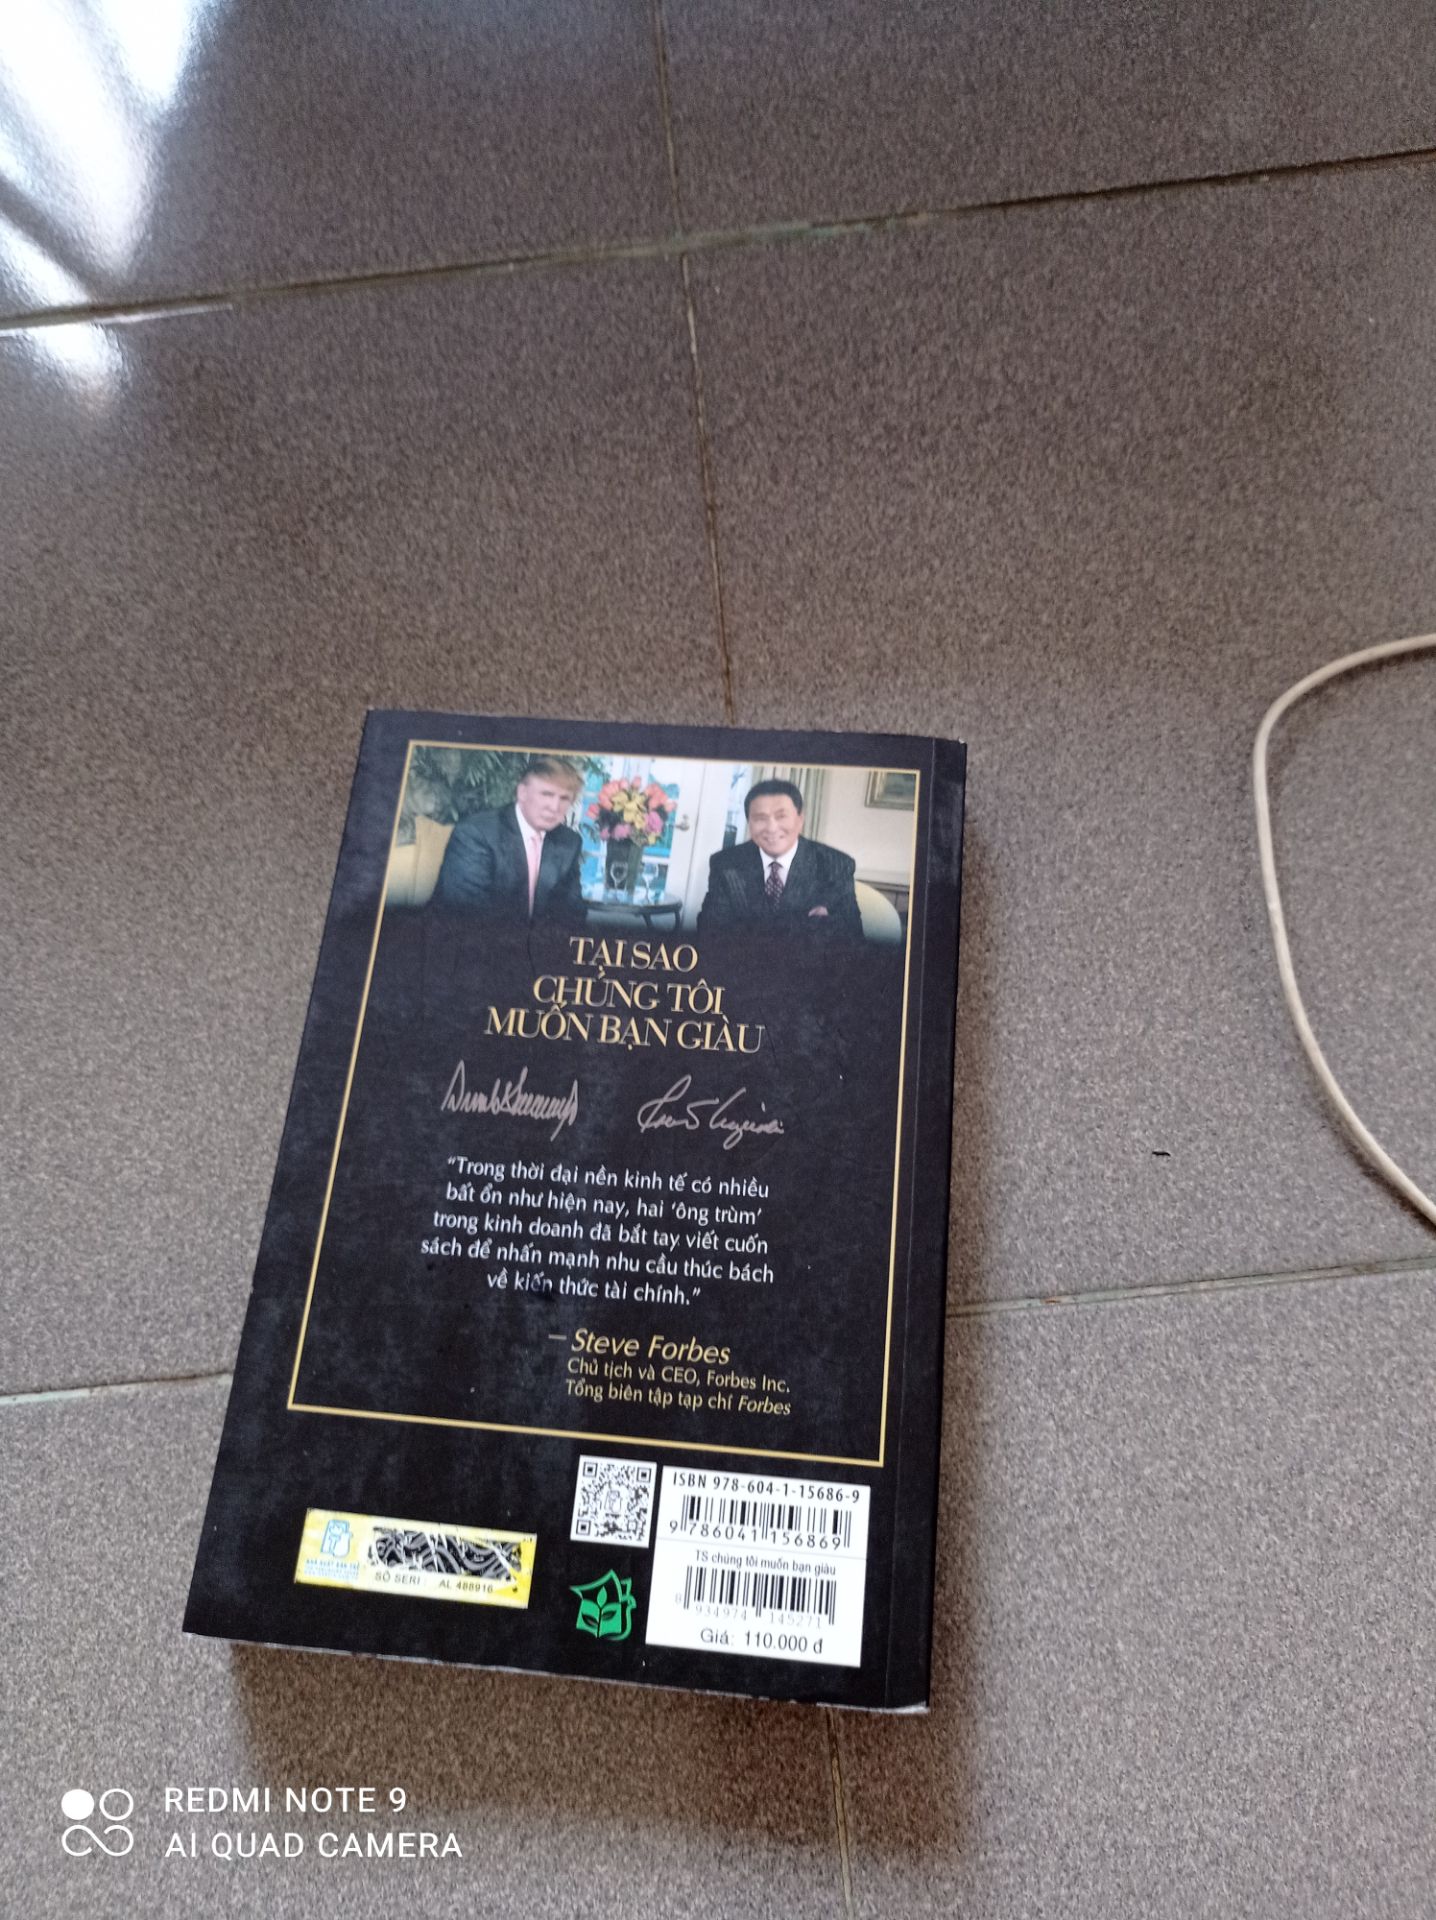 TẠI SAO
CHÚNG TÔI
MUỐN BẠN GIÀU
“Trong thời đại nền kinh tế có nhiều
bất ổn như hiện nay, hai ‘ông trùm’
trong kinh doanh đã bắt tay viết cuốn
sách để nhấn mạnh nhu cầu thúc bách
về kiến thức tài chính.”
— Steve Forbes
Chủ tịch và CEO, Forbes Inc.
Tổng biên tập tạp chí Forbes
ISBN 978-604-1-15686-9
9 786041 156869
TS chúng tôi muốn bạn giàu
8 934974 145271
Giá: 110.000 đ
SỐ SERI : AL 488916
REDMI NOTE 9
AI QUAD CAMERA